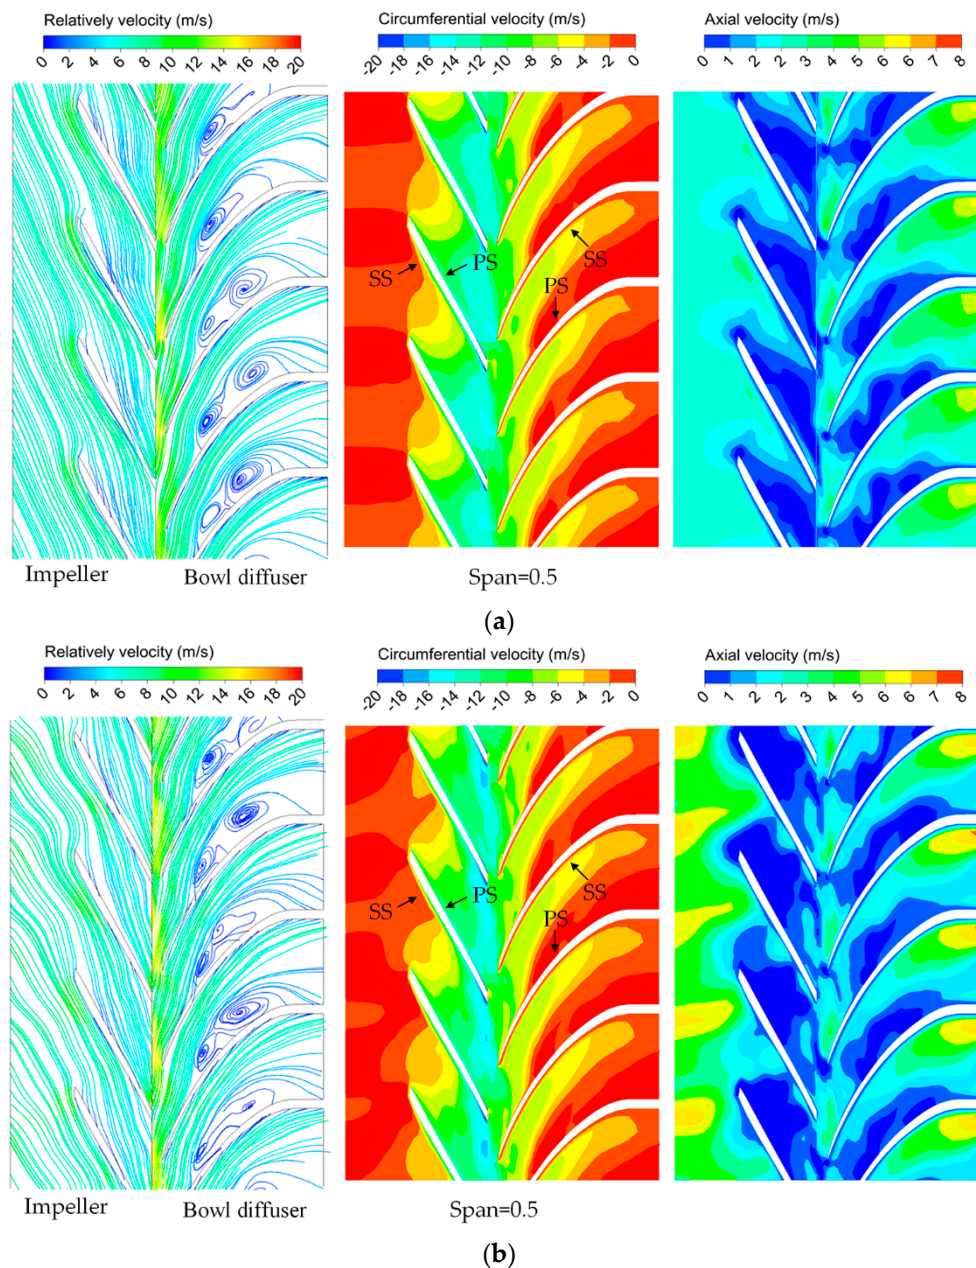 Relatively velocity (m/s)
0 2 4 6 8 10 12 14 16 18 20
Circumferential velocity (m/s)
-20 -18 -16 -14 -12 -10 -8 -6 -4 -2 0
Axial velocity (m/s)
0 1 2 3 4 5 6 7 8
SS
PS
SS
PS
Impeller
Bowl diffuser
Span=0.5
(a)
Relatively velocity (m/s)
0 2 4 6 8 10 12 14 16 18 20
Circumferential velocity (m/s)
-20 -18 -16 -14 -12 -10 -8 -6 -4 -2 0
Axial velocity (m/s)
0 1 2 3 4 5 6 7 8
SS
PS
SS
PS
Impeller
Bowl diffuser
Span=0.5
(b)